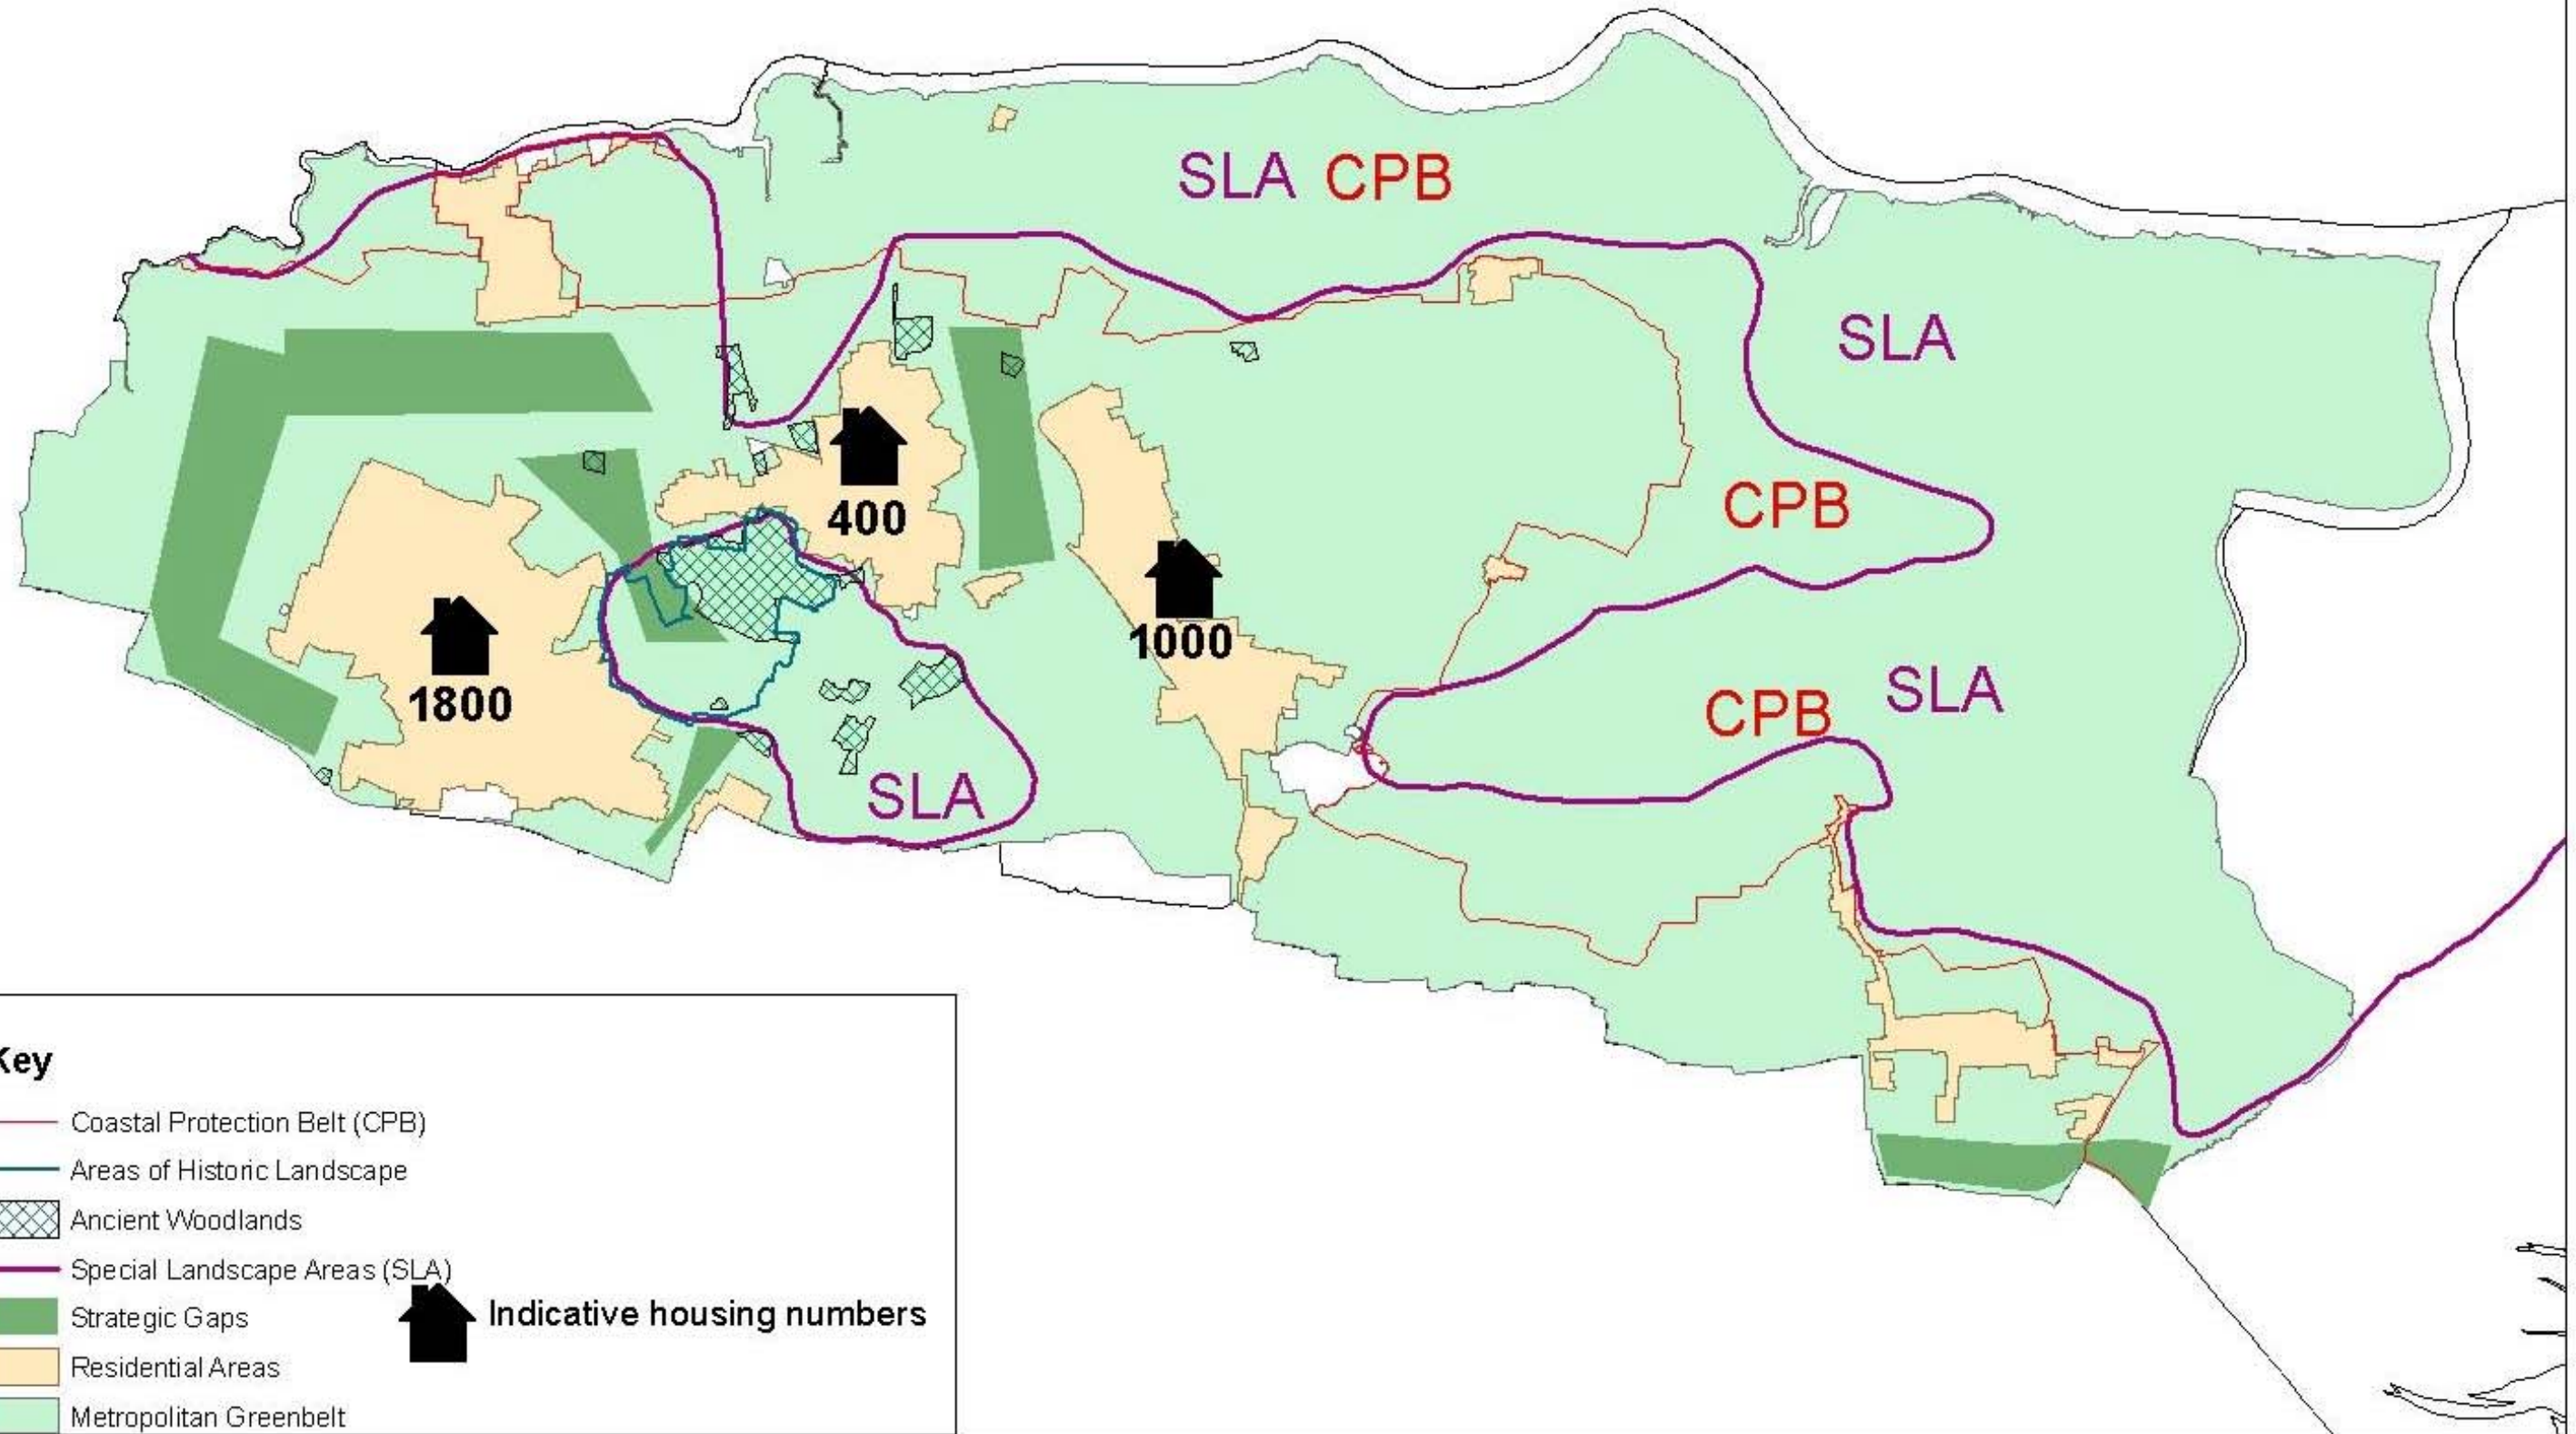 SLA CPB
SLA
400
CPB
1000
1800
CPB SLA
SLA
Key
Coastal Protection Belt (CPB)
Areas of Historic Landscape
Ancient Woodlands
Special Landscape Areas (SLA)
Strategic Gaps
Indicative housing numbers
Residential Areas
Metropolitan Greenbelt